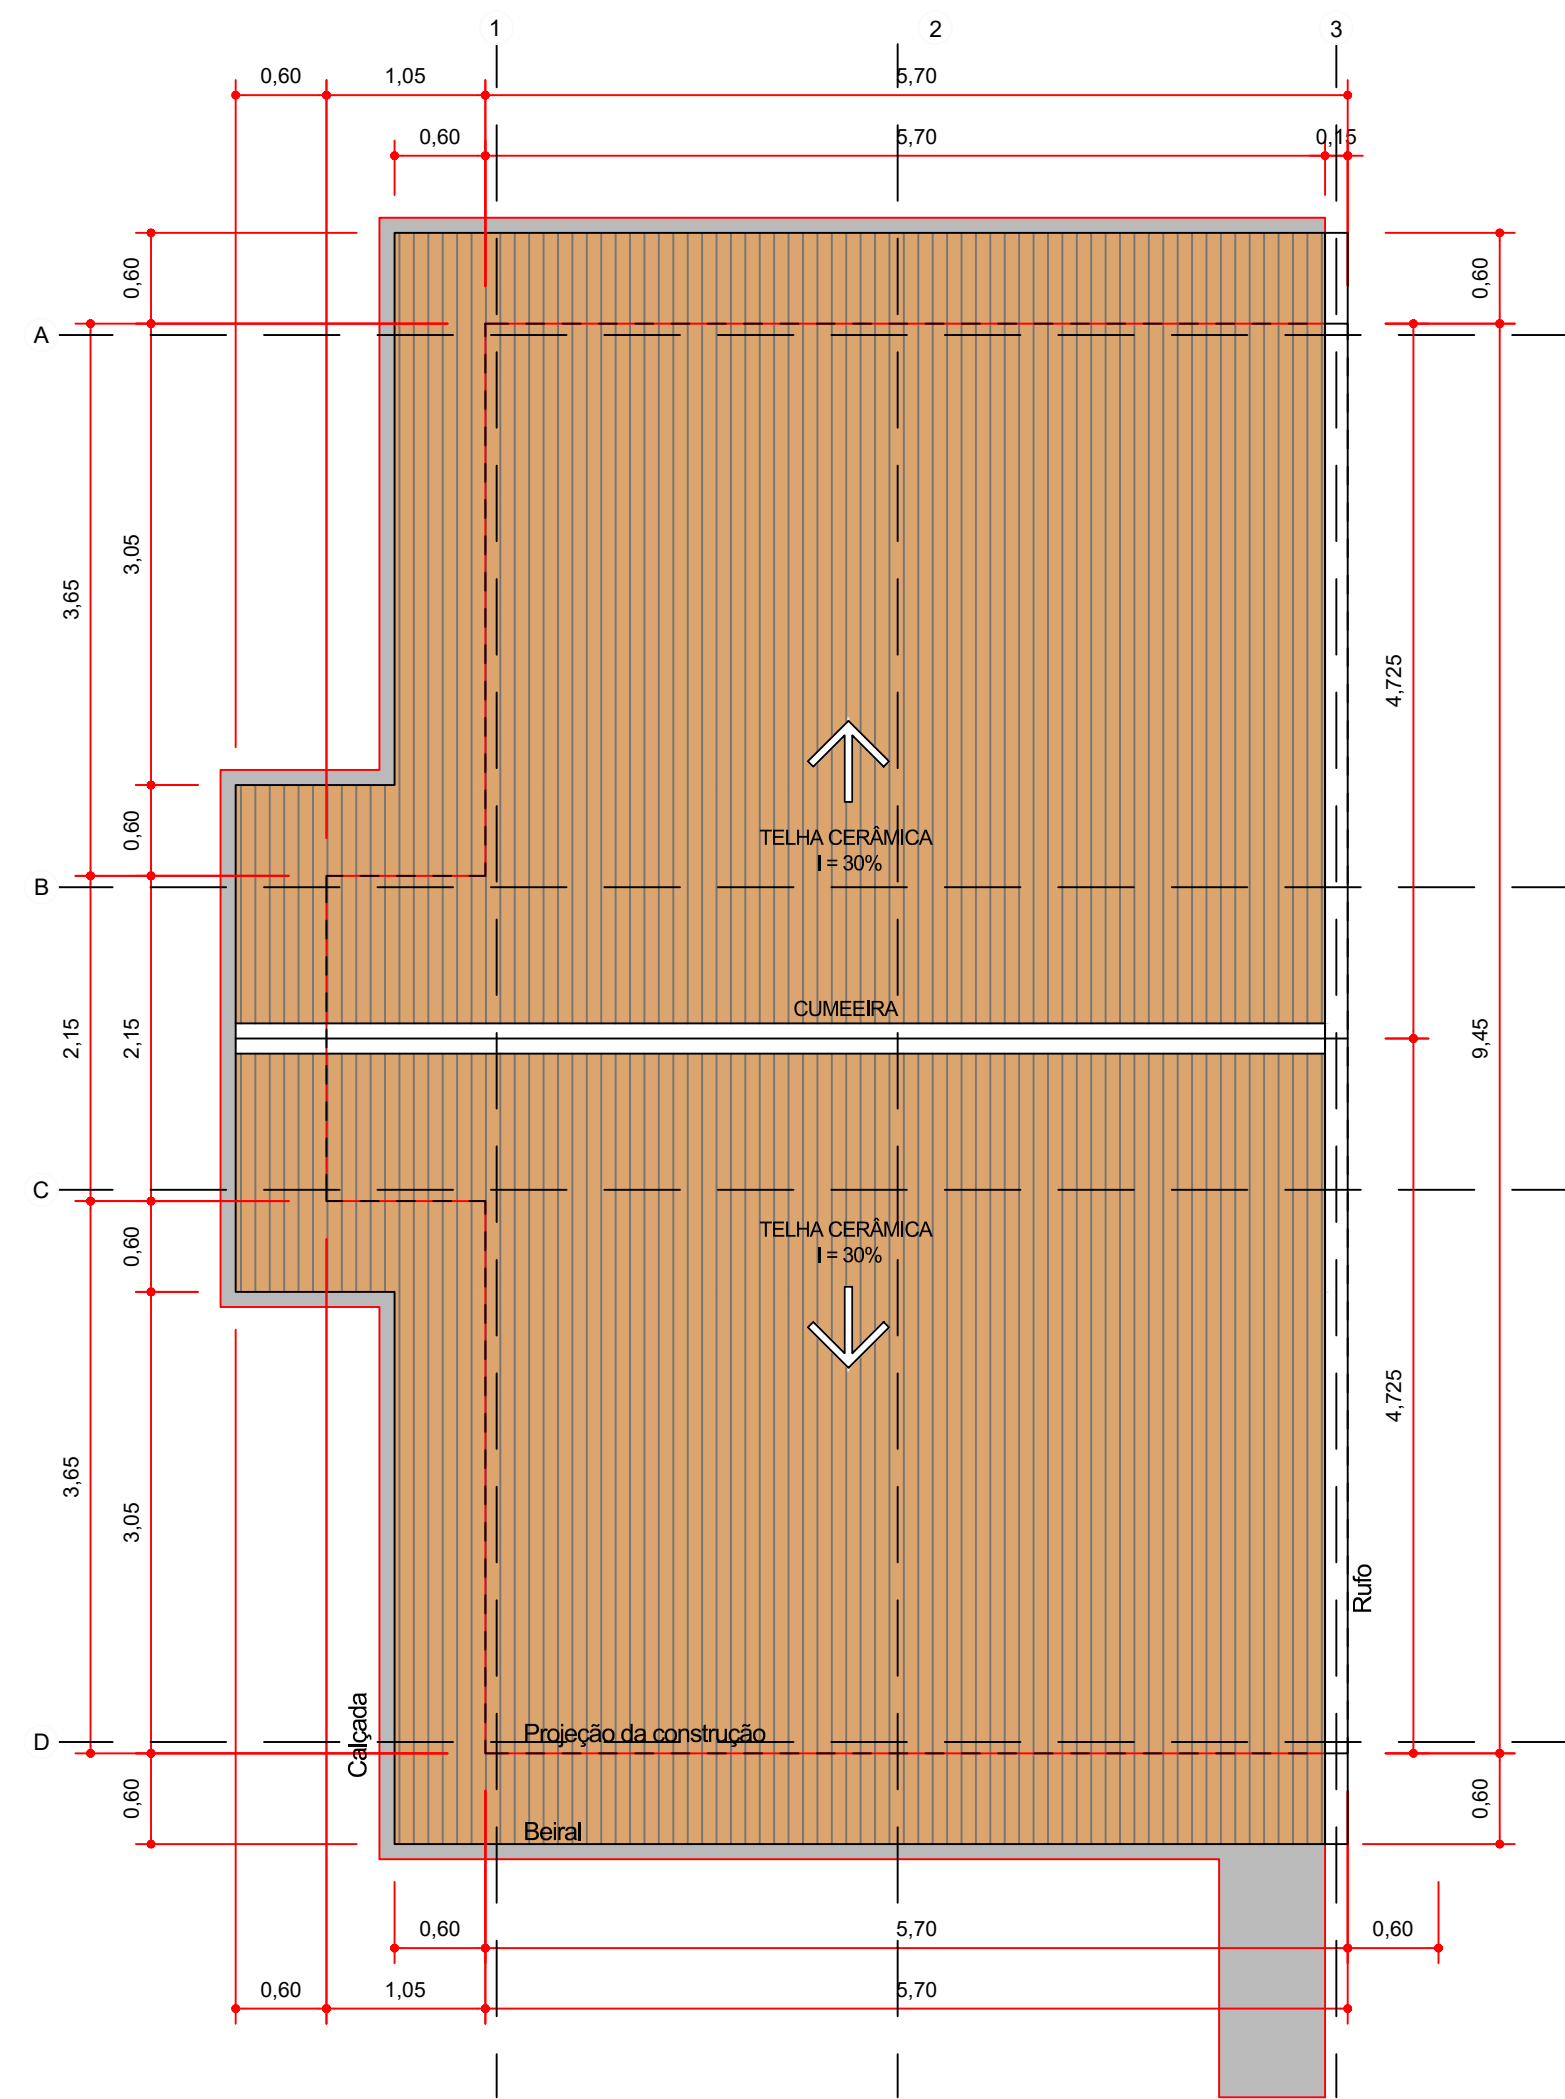 1
2
3
0,60
1,05
5,70
0,60
5,70
0,15
0,60
0,60
A
3,05
3,65
4,725
0,60
TELHA CERÂMICA
I = 30%
B
CUMEEIRA
2,15
2,15
9,45
C
0,60
TELHA CERÂMICA
I = 30%
4,725
3,65
3,05
Rufo
Calçada
Projeção da construção
D
0,60
0,60
Beiral
0,60
5,70
0,60
0,60
1,05
5,70